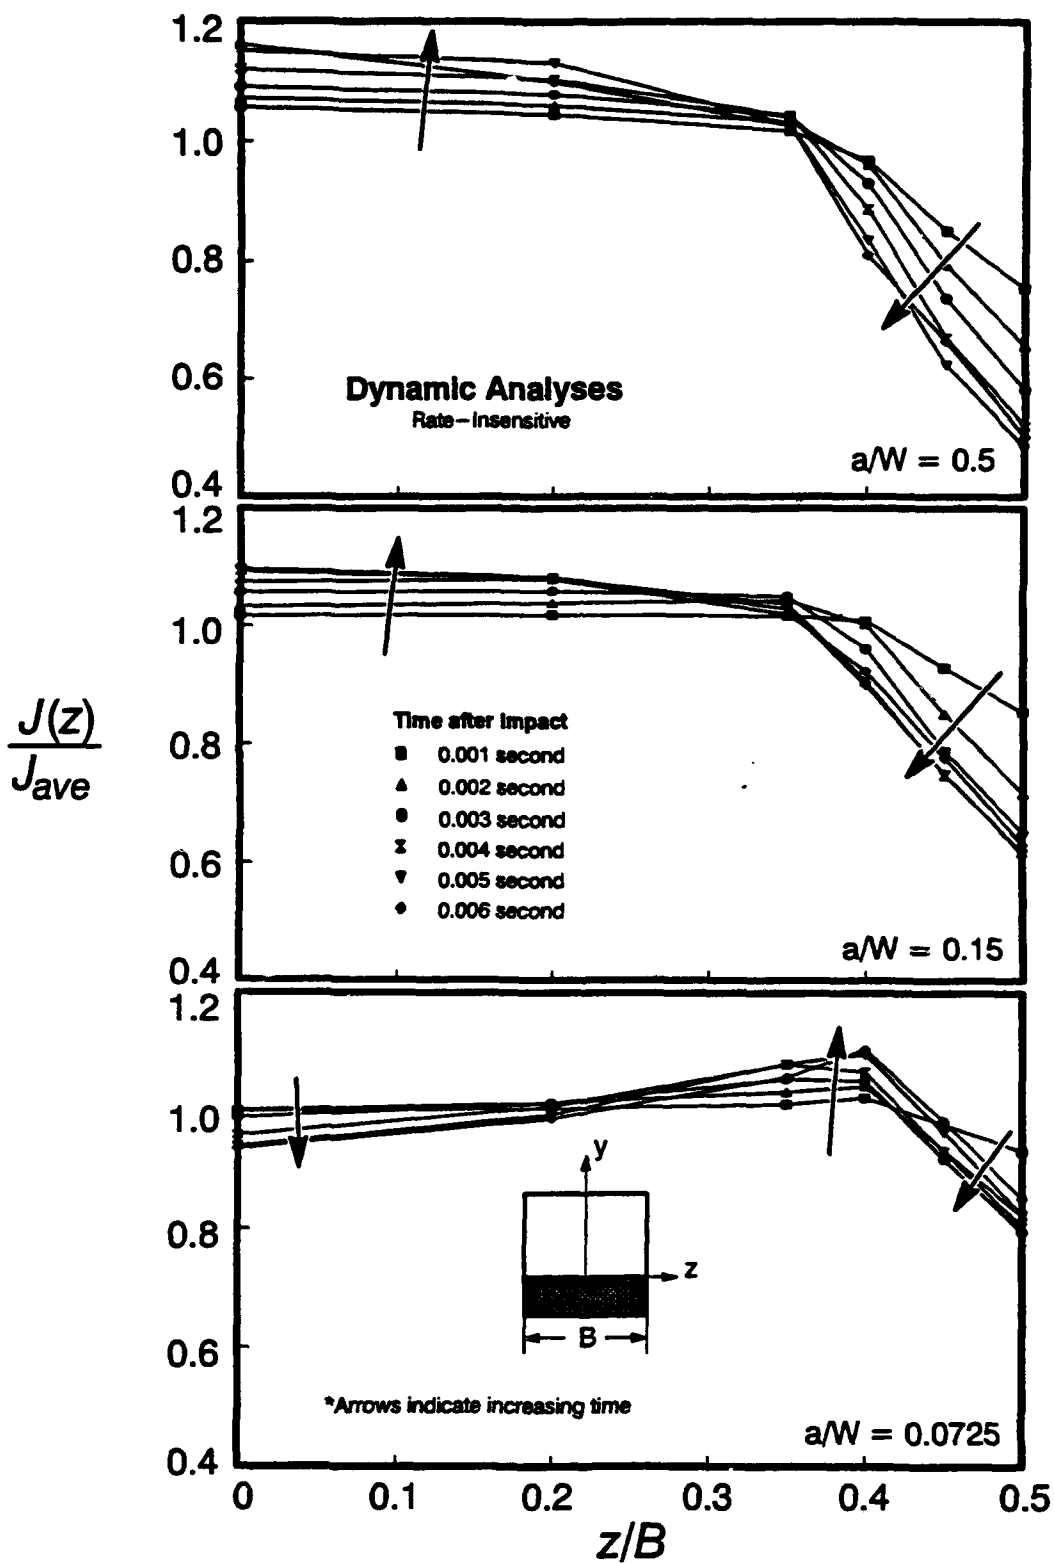 1.2
1.0
0.8
0.6
0.4
Dynamic Analyses
Rate-Insensitive
a/W = 0.5
1.2
1.0
0.8
0.6
0.4
J(z)
Jave
Time after Impact
0.001 second
0.002 second
0.003 second
0.004 second
0.005 second
0.006 second
a/W = 0.15
1.2
1.0
0.8
0.6
0.4
y
z
B
*Arrows indicate increasing time
a/W = 0.0725
0 0.1 0.2 0.3 0.4 0.5
z/B